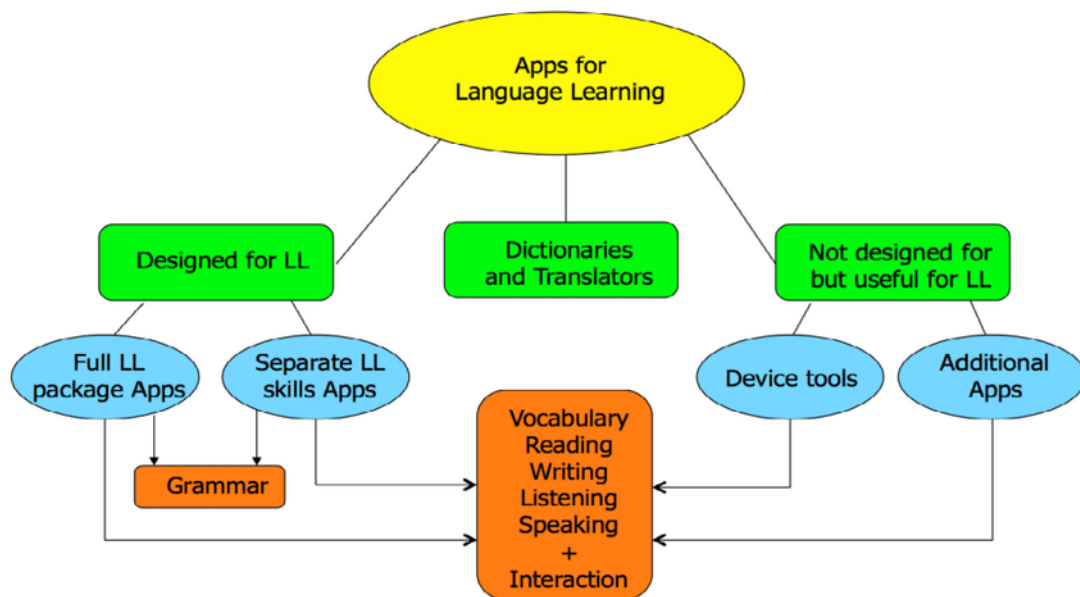 Apps for
Language Learning
Designed for LL
Dictionaries
and Translators
Not designed for
but useful for LL
Full LL
package Apps
Separate LL
skills Apps
Device tools
Additional
Apps
Grammar
Vocabulary
Reading
Writing
Listening
Speaking
+
Interaction